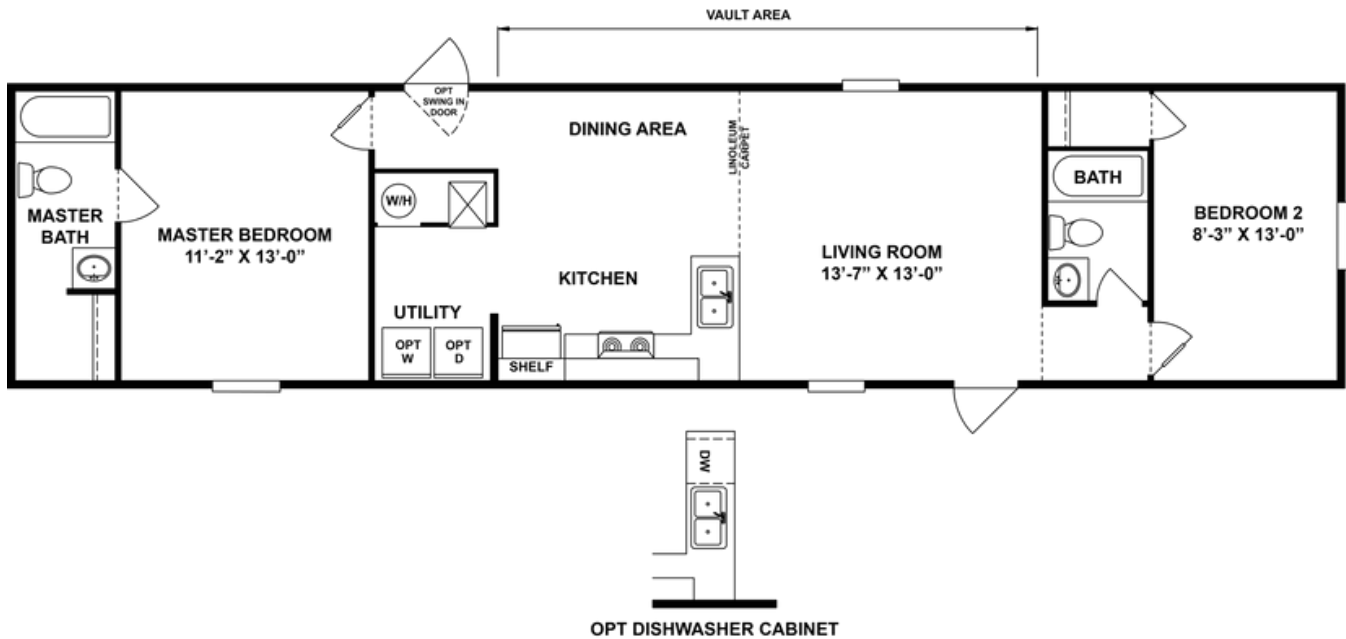 VAULT AREA
OPT
SWING IN
DOOR
DINING AREA
LINOLEUM
CARPET
W/H
BATH
MASTER
BATH
MASTER BEDROOM
11'-2” X 13'-0”
BEDROOM 2
8'-3” X 13'-0”
LIVING ROOM
13'-7” X 13'-0”
KITCHEN
UTILITY
OPT
W
OPT
D
SHELF
DW
OPT DISHWASHER CABINET